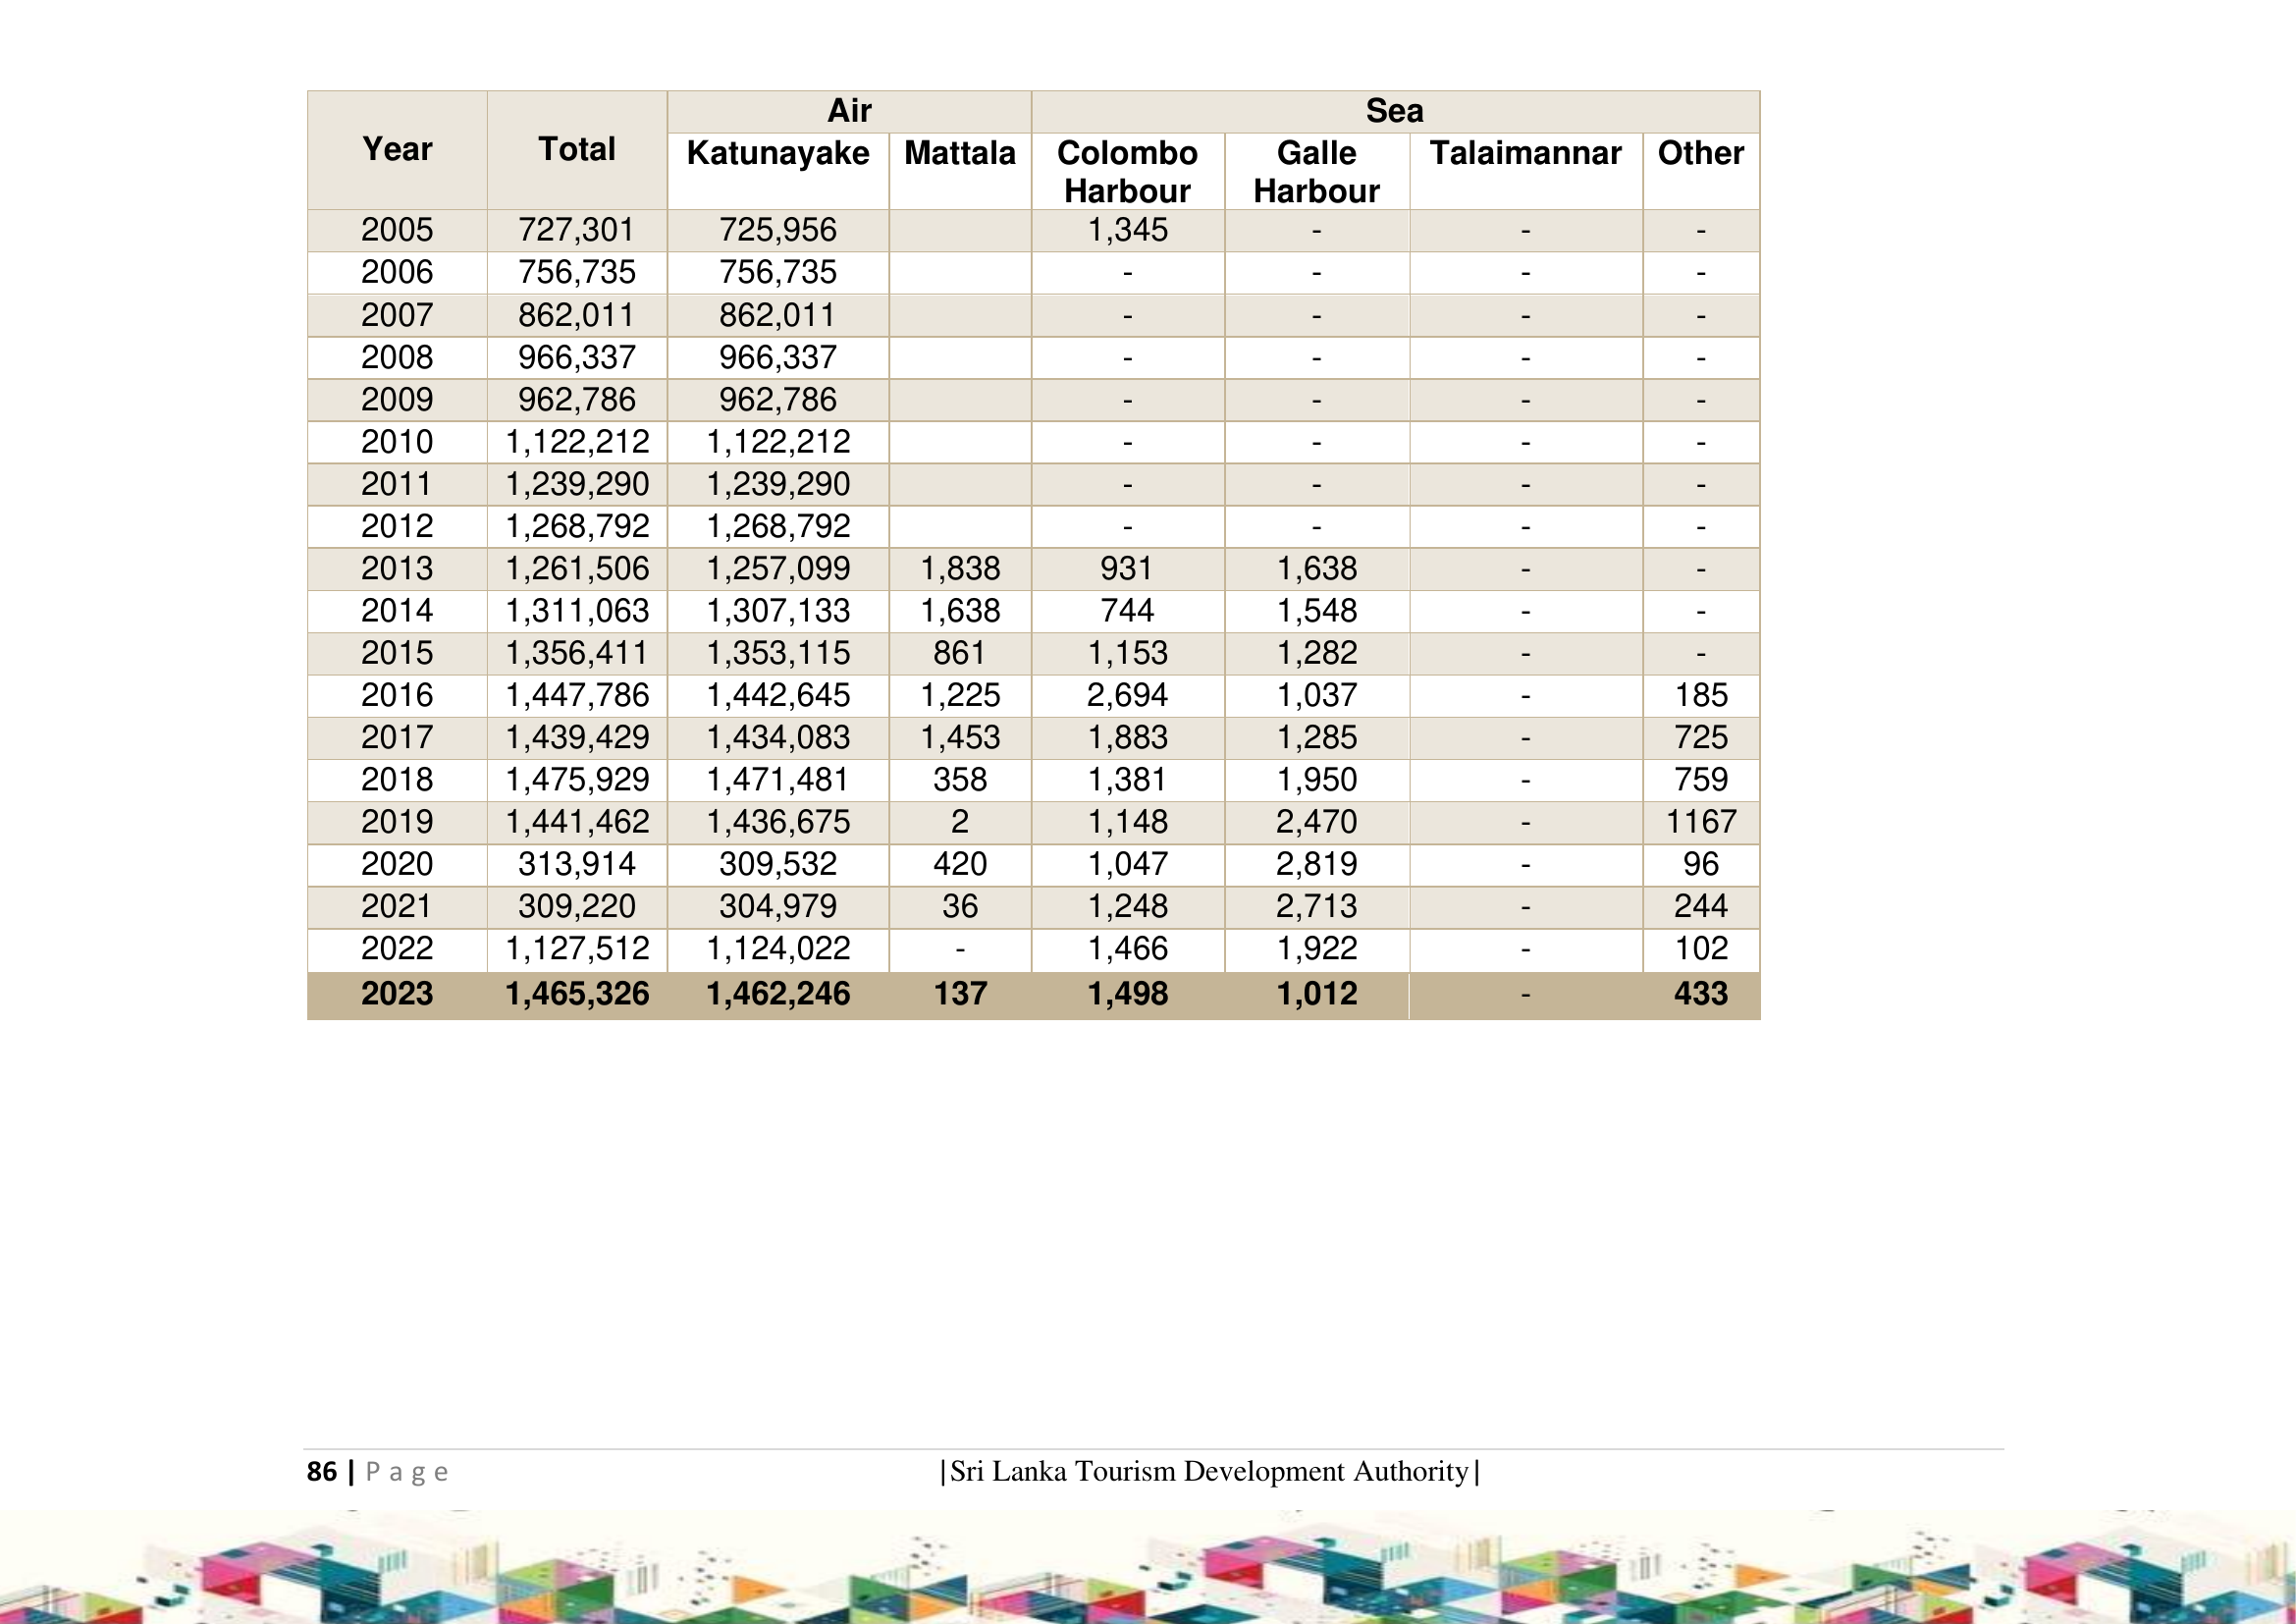 Year Total Air Sea
Katunayake Mattala Colombo Harbour Galle Harbour Talaimannar Other
2005 727,301 725,956 1,345 - - -
2006 756,735 756,735 - - - -
2007 862,011 862,011 - - - -
2008 966,337 966,337 - - - -
2009 962,786 962,786 - - - -
2010 1,122,212 1,122,212 - - - -
2011 1,239,290 1,239,290 - - - -
2012 1,268,792 1,268,792 - - - -
2013 1,261,506 1,257,099 1,838 931 1,638 - -
2014 1,311,063 1,307,133 1,638 744 1,548 - -
2015 1,356,411 1,353,115 861 1,153 1,282 - -
2016 1,447,786 1,442,645 1,225 2,694 1,037 - 185
2017 1,439,429 1,434,083 1,453 1,883 1,285 - 725
2018 1,475,929 1,471,481 358 1,381 1,950 - 759
2019 1,441,462 1,436,675 2 1,148 2,470 - 1167
2020 313,914 309,532 420 1,047 2,819 - 96
2021 309,220 304,979 36 1,248 2,713 - 244
2022 1,127,512 1,124,022 - 1,466 1,922 - 102
2023 1,465,326 1,462,246 137 1,498 1,012 - 433
86 | Page |Sri Lanka Tourism Development Authority|